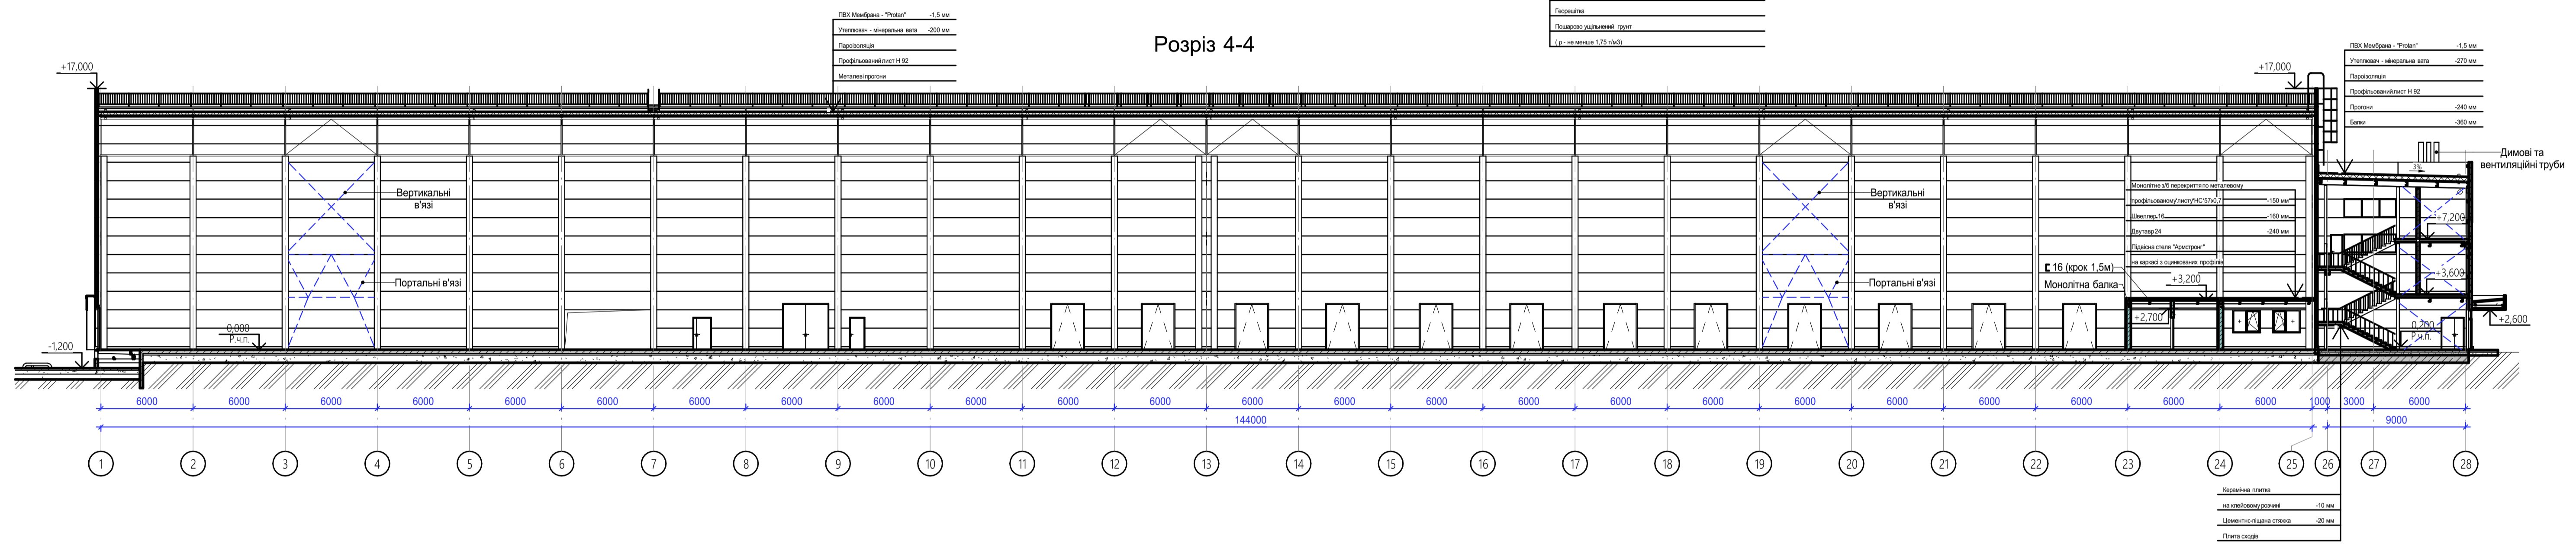 Розріз 4-4
ПВХ Мембрана - "Protan" -1,5 мм
Утеплювач - мінеральна вата -200 мм
Пароізоляція
Профільований лист Н 92
Металеві прогони
Георешітка
Пошарово ущільнений грунт
( ρ - не менше 1,75 т/м3)
ПВХ Мембрана - "Protan" -1,5 мм
Утеплювач - мінеральна вата -270 мм
Пароізоляція
Профільований лист Н 92
Прогони -240 мм
Балки -360 мм
+17,000
+17,000
Димові та
вентиляційні труби
3%
Вертикальні
в'язі
Вертикальні
в'язі
Монолітне з/б перекриття по металевому
профільованому листу "НС"57х0,7 -150 мм
Швеллер 16 -160 мм
Двутавр 24 -240 мм
Підвісна стеля "Армстронг"
на каркасі з оцинкованих профілів
+7,200
+3,600
Портальні в'язі
Портальні в'язі
16 (крок 1,5м)
Монолітна балка
+3,200
+2,700
+2,600
0,000
Р.ч.п.
0,200
Р.ч.п.
-1,200
6000 6000 6000 6000 6000 6000 6000 6000 6000 6000 6000 6000 6000 6000 6000 6000 6000 6000 6000 6000 6000 6000 6000 6000 1000 3000 6000
144000 9000
1 2 3 4 5 6 7 8 9 10 11 12 13 14 15 16 17 18 19 20 21 22 23 24 25 26 27 28
Керамічна плитка
на клейовому розчині -10 мм
Цементно-піщана стяжка -20 мм
Плита сходів